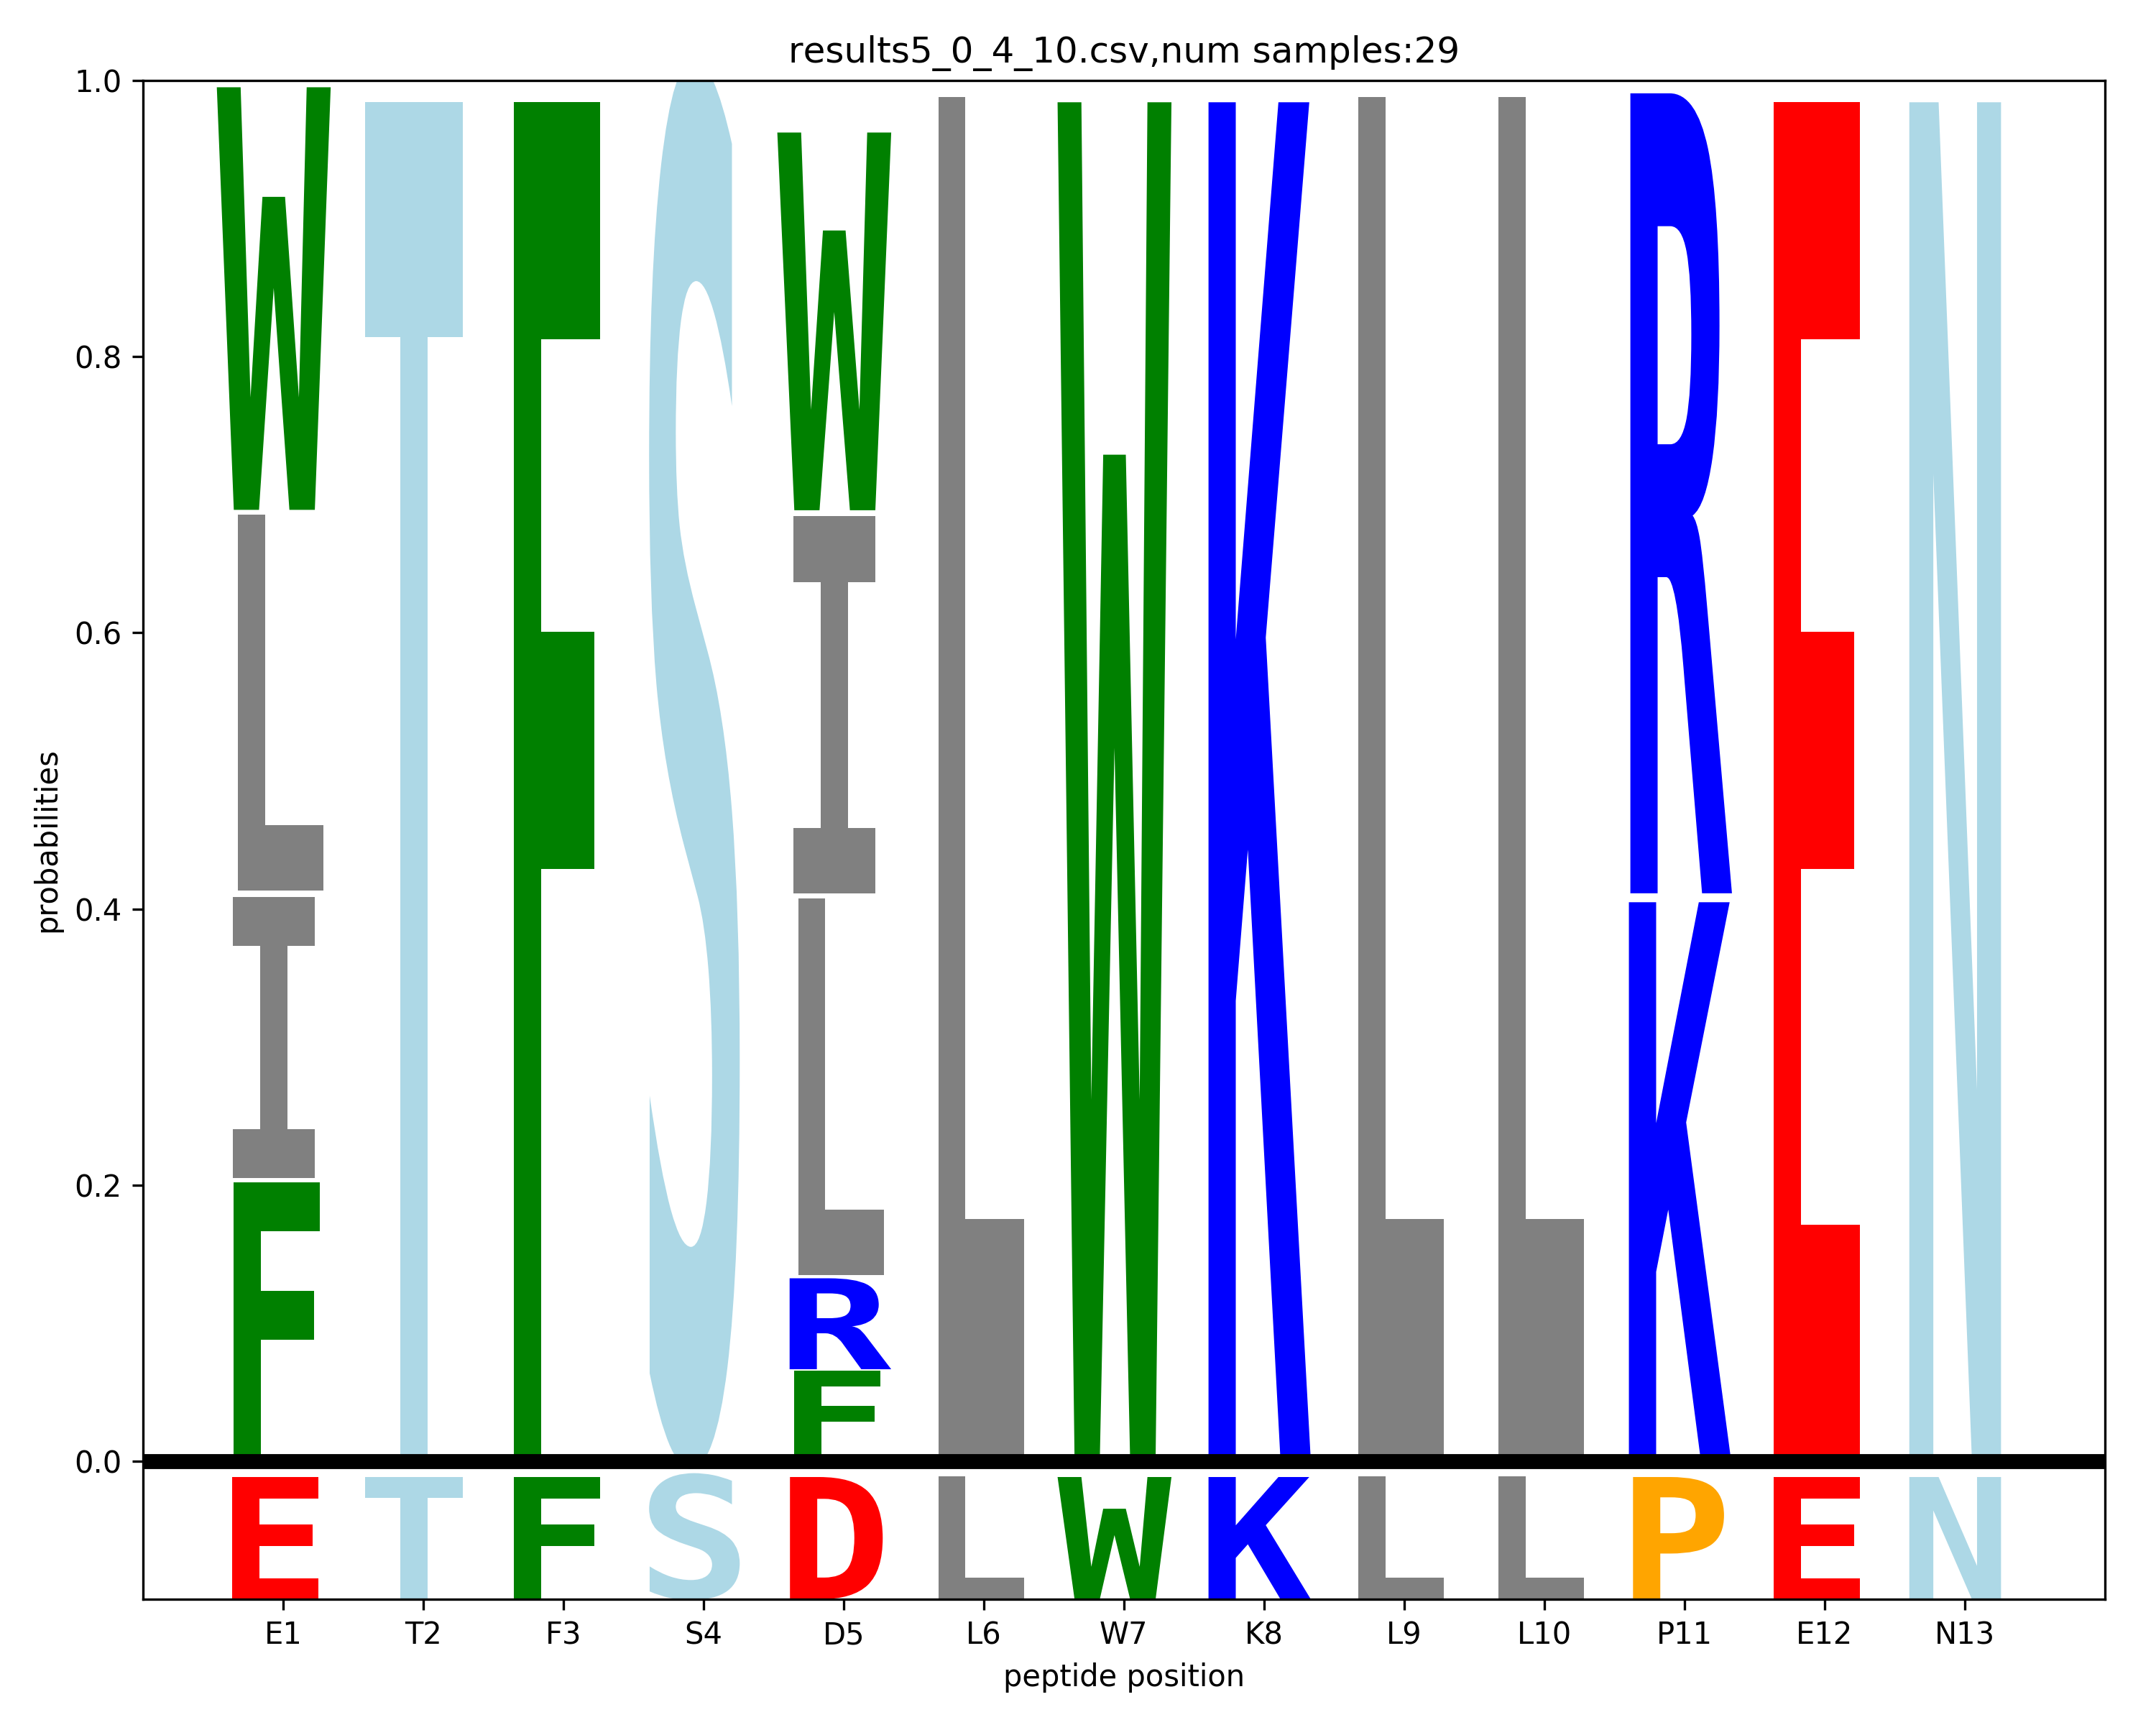 results5_0_4_10.csv,num samples:29
1.0
0.8
0.6
0.4
0.2
0.0
probabilities
W T F S W L W K L L R E N
L I K
I L
F R
F
E T F S D L W K L L P E N
E1 T2 F3 S4 D5 L6 W7 K8 L9 L10 P11 E12 N13
peptide position